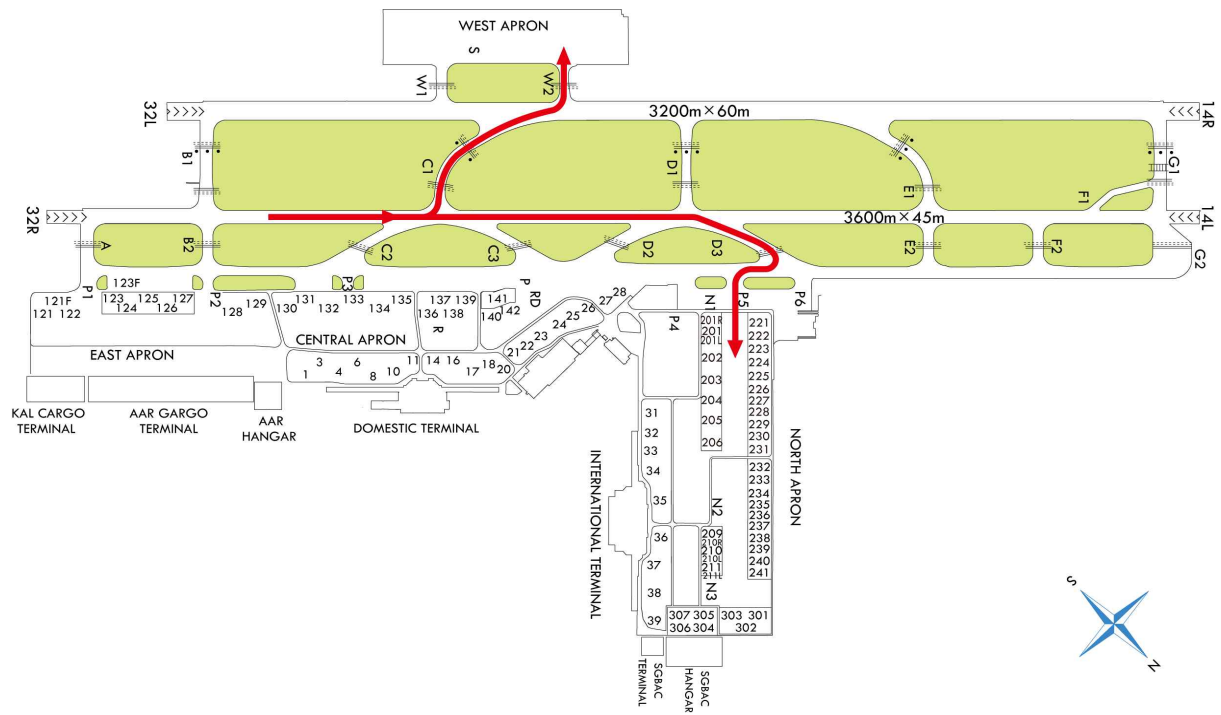 WEST APRON
S
W1
W2
32L
3200m×60m
14R
B1
C1
D1
E1
F1
G1
32R
3600m×45m
14L
A
B2
C2
C3
D2
D3
E2
F2
G2
P1
123F
P2
P3
P
RD
N1
P5
P6
121F
121 122
123 125 127
124 126
128 129
130 131 132 133 134 135
137 139
136 138
R
141
140 142
21 22 23 24 25 26
27 28
P4
EAST APRON
CENTRAL APRON
1 3 4 6 8 10 11
14 16 17 18 20
KAL CARGO
TERMINAL
AAR GARGO
TERMINAL
AAR
HANGAR
DOMESTIC TERMINAL
INTERNATIONAL TERMINAL
NORTH APRON
201R
201
201L
202
203
204
205
206
221
222
223
224
225
226
227
228
229
230
231
232
233
234
235
236
237
238
239
240
241
31
32
33
34
35
36
37
38
39
N2
209
210R
210
210L
211
211L
N3
307 305
306 304
303 301
302
SGBAC
TERMINAL
SGBAC
HANGAR
S
N